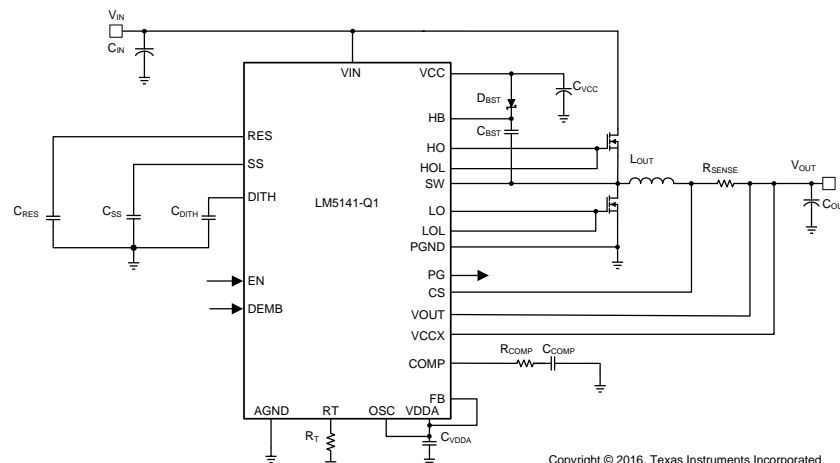 VIN
CIN
VIN
VCC
DBST
CVCC
HB
CBST
RES
HO
HOL
LOUT
RSENSE
VOUT
SS
SW
DITH
LM5141-Q1
LO
COU
CRES
CSS
CDITH
LOL
PGND
PG
EN
CS
DEMB
VOUT
VCCX
RCOMP
CCOMP
COMP
FB
AGND
RT
OSC
VDDA
RT
CVDDA
Copyright © 2016, Texas Instruments Incorporated